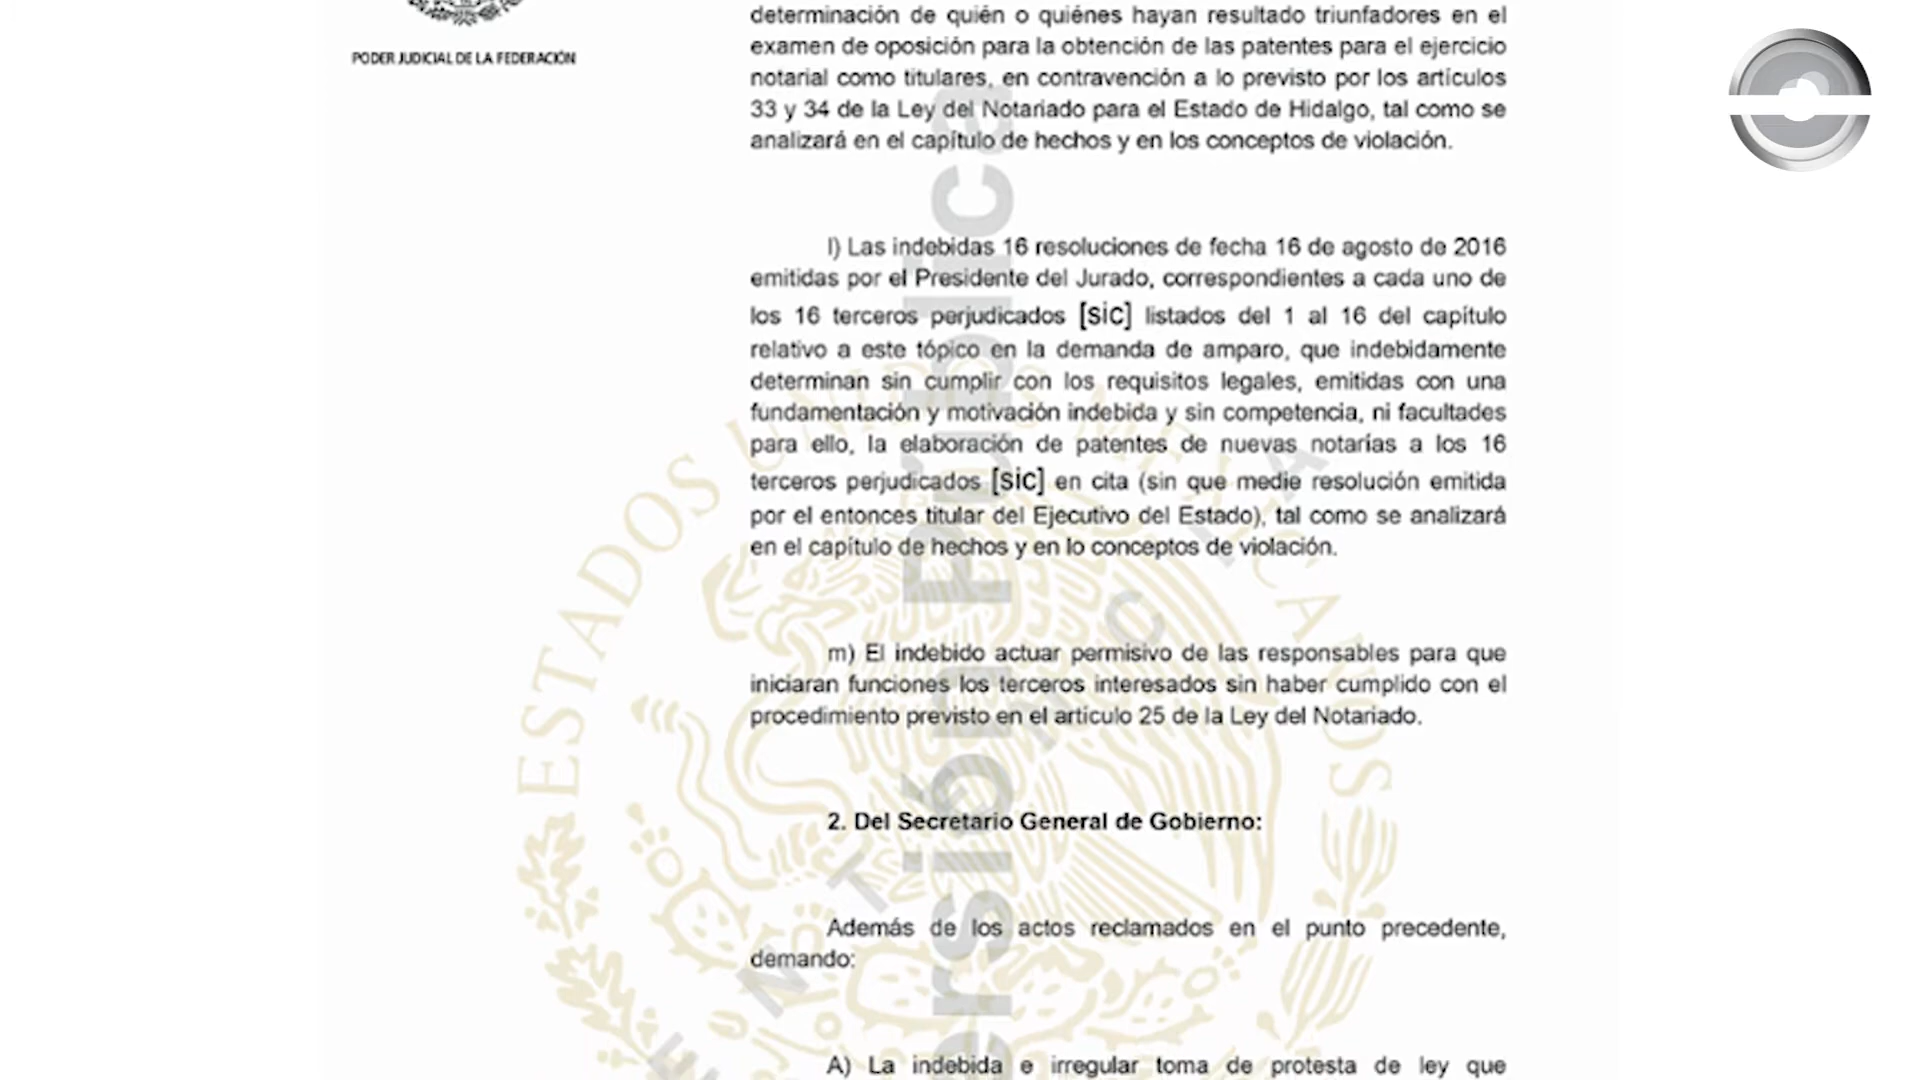 PODER JUDICIAL DE LA FEDERACIÓN
determinación de quién o quiénes hayan resultado triunfadores en el
examen de oposición para la obtención de las patentes para el ejercicio
notarial como titulares, en contravención a lo previsto por los artículos
33 y 34 de la Ley del Notariado para el Estado de Hidalgo, tal como se
analizará en el capítulo de hechos y en los conceptos de violación.
l) Las indebidas 16 resoluciones de fecha 16 de agosto de 2016
emitidas por el Presidente del Jurado, correspondientes a cada uno de
los 16 terceros perjudicados [SIC] listados del 1 al 16 del capítulo
relativo a este tópico en la demanda de amparo, que indebidamente
determinan sin cumplir con los requisitos legales, emitidas con una
fundamentación y motivación indebida y sin competencia, ni facultades
para ello, la elaboración de patentes de nuevas notarías a los 16
terceros perjudicados [SIC] en cita (sin que medie resolución emitida
por el entonces titular del Ejecutivo del Estado), tal como se analizará
en el capítulo de hechos y en lo conceptos de violación.
m) El indebido actuar permisivo de las responsables para que
iniciaran funciones los terceros interesados sin haber cumplido con el
procedimiento previsto en el artículo 25 de la Ley del Notariado.
2. Del Secretario General de Gobierno:
Además de los actos reclamados en el punto precedente,
demando:
A) La indebida e irregular toma de protesta de ley que
ESTADOS UNIDOS MEXICANOS
ersión Pública